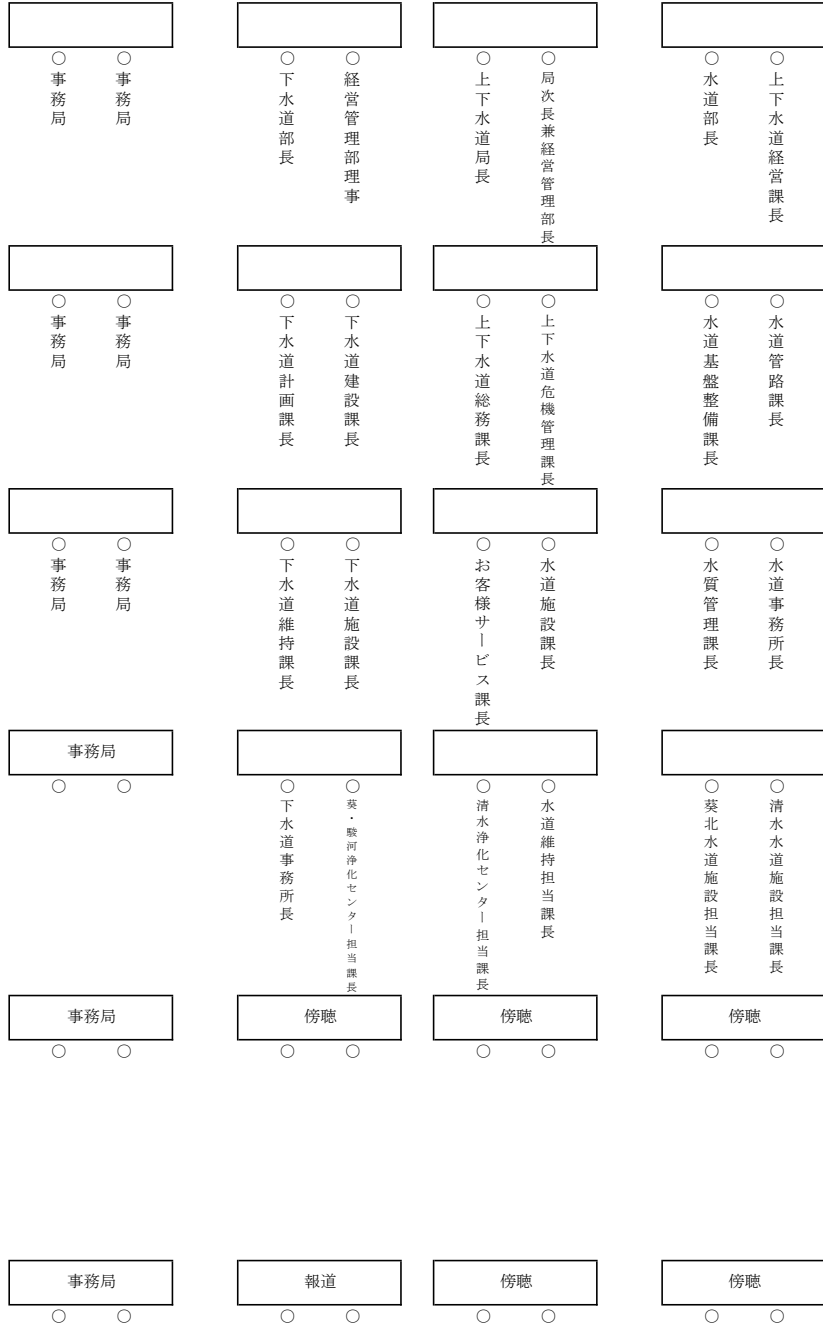 ○事務局
○事務局
○下水道部長
○経営管理部理事
○上下水道局長
○局次長兼経営管理部長
○水道部長
○上下水道経営課長
○事務局
○事務局
○下水道計画課長
○下水道建設課長
○上下水道総務課長
○上下水道危機管理課長
○水道基盤整備課長
○水道管路課長
○事務局
○事務局
○下水道維持課長
○下水道施設課長
○お客様サービス課長
○水道施設課長
○水質管理課長
○水道事務所長
事務局
○ ○
○下水道事務所長
○葵・駿河浄化センター担当課長
○清水浄化センター担当課長
○水道維持担当課長
○葵北水道施設担当課長
○清水水道施設担当課長
事務局 傍聴 傍聴 傍聴
○ ○ ○ ○ ○ ○ ○ ○
事務局 報道 傍聴 傍聴
○ ○ ○ ○ ○ ○ ○ ○